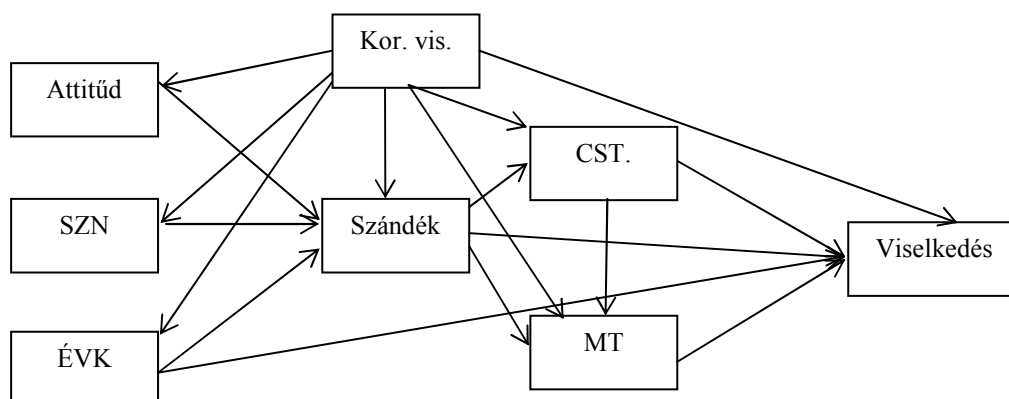 Kor. vis.
Attitűd
CST.
SZN
Szándék
Viselkedés
ÉVK
MT